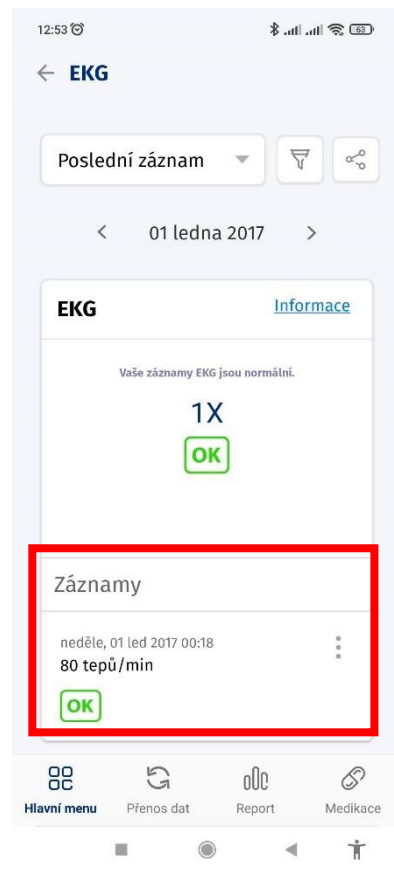 12:53
63
EKG
Poslední záznam
01 ledna 2017
EKG
Informace
Vaše záznamy EKG jsou normální.
1X
OK
Záznamy
neděle, 01 led 2017 00:18
80 tepů/min
OK
Hlavní menu Přenos dat Report Medikace